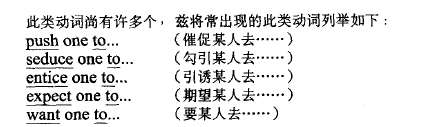 此类动词尚有许多个，兹将常出现的此类动词列举如下：
push one to... （催促某人去……）
seduce one to... （勾引某人去……）
entice one to... （引诱某人去……）
expect one to... （期望某人去……）
want one to... （要某人去……）